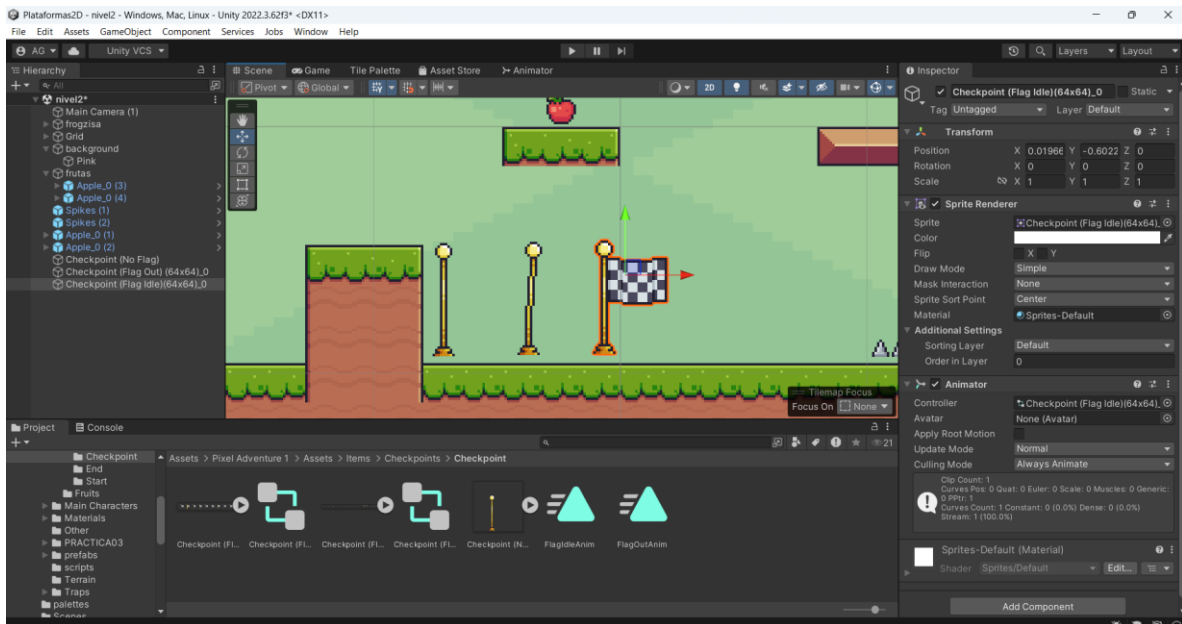 Plataformas2D - nivel2 - Windows, Mac, Linux - Unity 2022.3.62f3* <DX11>
File Edit Assets GameObject Component Services Jobs Window Help
AG Unity VCS Layers Layout
Hierarchy
All
nivel2*
Main Camera (1)
frogzisa
Grid
background
Pink
frutas
Apple_0 (3)
Apple_0 (4)
Spikes (1)
Spikes (2)
Apple_0 (1)
Apple_0 (2)
Checkpoint (No Flag)
Checkpoint (Flag Out) (64x64)_0
Checkpoint (Flag Idle)(64x64)_0
Scene Game Tile Palette Asset Store Animator
Pivot Global 2D
Tilemap Focus
Focus On None
Inspector
Checkpoint (Flag Idle)(64x64)_0 Static
Tag Untagged Layer Default
Transform
Position X 0.01966 Y -0.6022 Z 0
Rotation X 0 Y 0 Z 0
Scale X 1 Y 1 Z 1
Sprite Renderer
Sprite Checkpoint (Flag Idle)(64x64)_
Color
Flip X Y
Draw Mode Simple
Mask Interaction None
Sprite Sort Point Center
Material Sprites-Default
Additional Settings
Sorting Layer Default
Order in Layer 0
Animator
Controller Checkpoint (Flag Idle)(64x64)_
Avatar None (Avatar)
Apply Root Motion
Update Mode Normal
Culling Mode Always Animate
Clip Count: 1
Curves Pos: 0 Quat: 0 Euler: 0 Scale: 0 Muscles: 0 Generic:
0 PPtr: 1
Curves Count: 1 Constant: 0 (0.0%) Dense: 0 (0.0%)
Stream: 1 (100.0%)
Sprites-Default (Material)
Shader Sprites/Default Edit...
Add Component
Project Console
21
Checkpoint
End
Start
Fruits
Main Characters
Materials
Other
PRACTICA03
prefabs
scripts
Terrain
Traps
palettes
Scenes
Assets > Pixel Adventure 1 > Assets > Items > Checkpoints > Checkpoint
Checkpoint (Fl... Checkpoint (Fl... Checkpoint (Fl... Checkpoint (Fl... Checkpoint (N... FlagIdleAnim FlagOutAnim